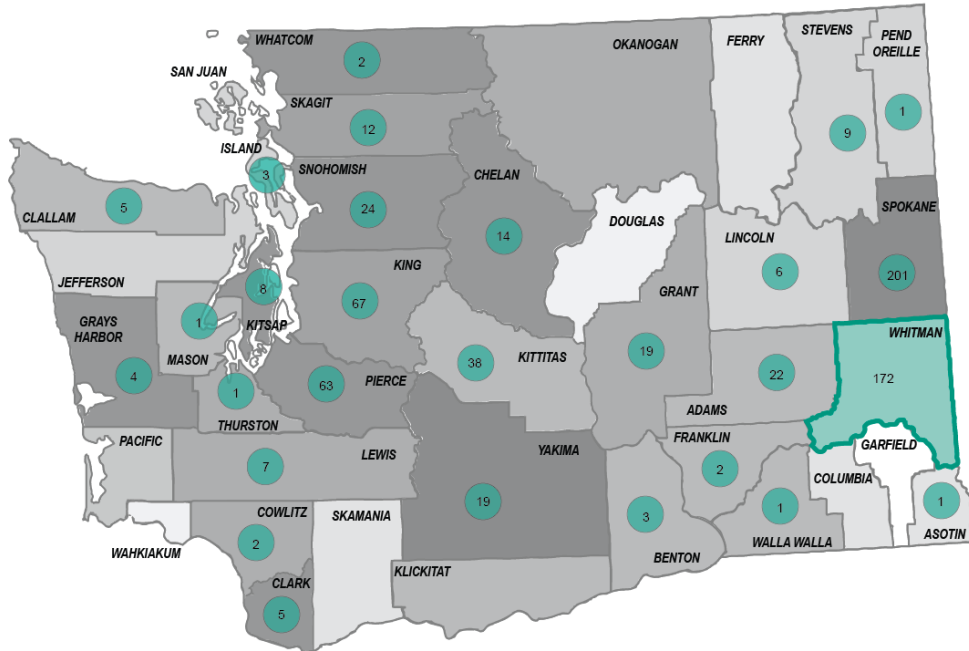 WHATCOM
2
SAN JUAN
SKAGIT
12
ISLAND
3
SNOHOMISH
24
CLALLAM
5
JEFFERSON
CHELAN
14
OKANOGAN
FERRY
STEVENS
9
PEND
OREILLE
1
DOUGLAS
LINCOLN
6
SPOKANE
201
KING
67
KITSAP
8
GRAYS
HARBOR
4
MASON
1
THURSTON
1
PIERCE
63
KITTITAS
38
GRANT
19
ADAMS
22
WHITMAN
172
PACIFIC
LEWIS
7
YAKIMA
19
FRANKLIN
2
COLUMBIA
GARFIELD
1
ASOTIN
WAHKIAKUM
COWLITZ
2
SKAMANIA
CLARK
5
KLICKITAT
3
BENTON
1
WALLA WALLA